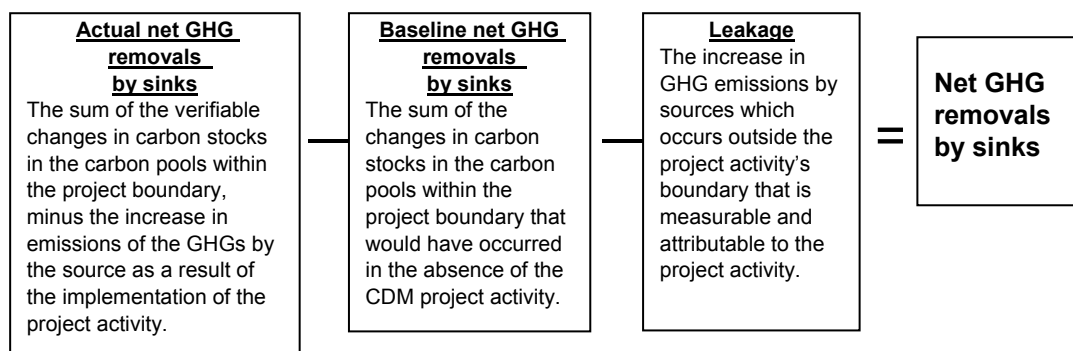 Actual net GHG
removals
by sinks
The sum of the verifiable
changes in carbon stocks
in the carbon pools within
the project boundary,
minus the increase in
emissions of the GHGs by
the source as a result of
the implementation of the
project activity.
—
Baseline net GHG
removals
by sinks
The sum of the
changes in carbon
stocks in the carbon
pools within the
project boundary that
would have occurred
in the absence of the
CDM project activity.
—
Leakage
The increase in
GHG emissions by
sources which
occurs outside the
project activity’s
boundary that is
measurable and
attributable to the
project activity.
=
Net GHG
removals
by sinks